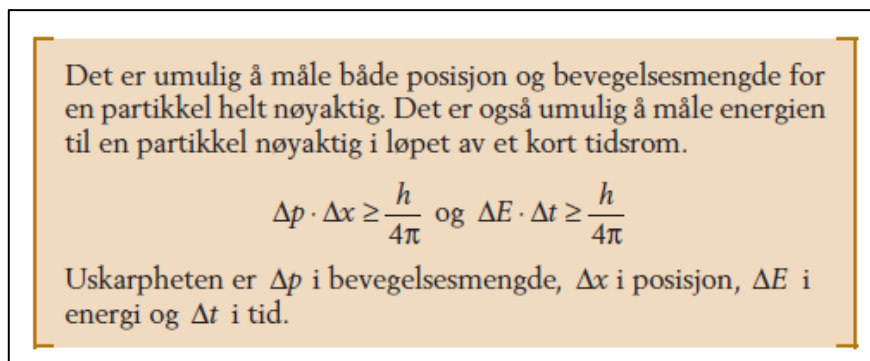 Det er umulig å måle både posisjon og bevegelsesmengde for
en partikkel helt nøyaktig. Det er også umulig å måle energien
til en partikkel nøyaktig i løpet av et kort tidsrom.
Δp · Δx ≥ h/4π og ΔE · Δt ≥ h/4π
Uskarpheten er Δp i bevegelsesmengde, Δx i posisjon, ΔE i
energi og Δt i tid.